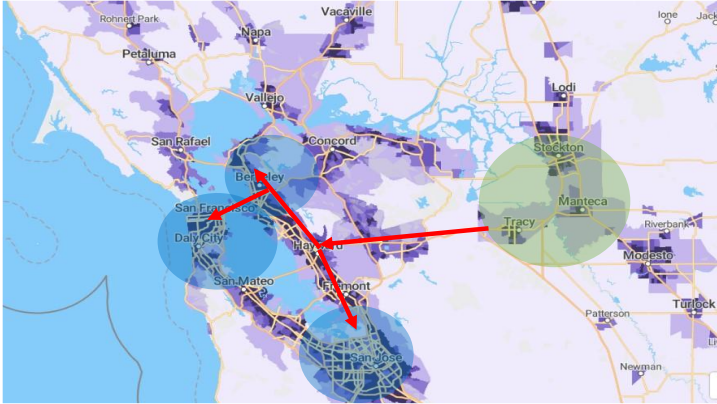 Vacaville
Ione
Jack
Rohnert Park
Napa
Petaluma
Lodi
Vallejo
San Rafael
Concord
Stockton
Berkeley
Manteca
San Francisco
Tracy
Riverbank
Daly City
Hayward
Modesto
San Mateo
Fremont
Turlock
Patterson
San Jose
Newman